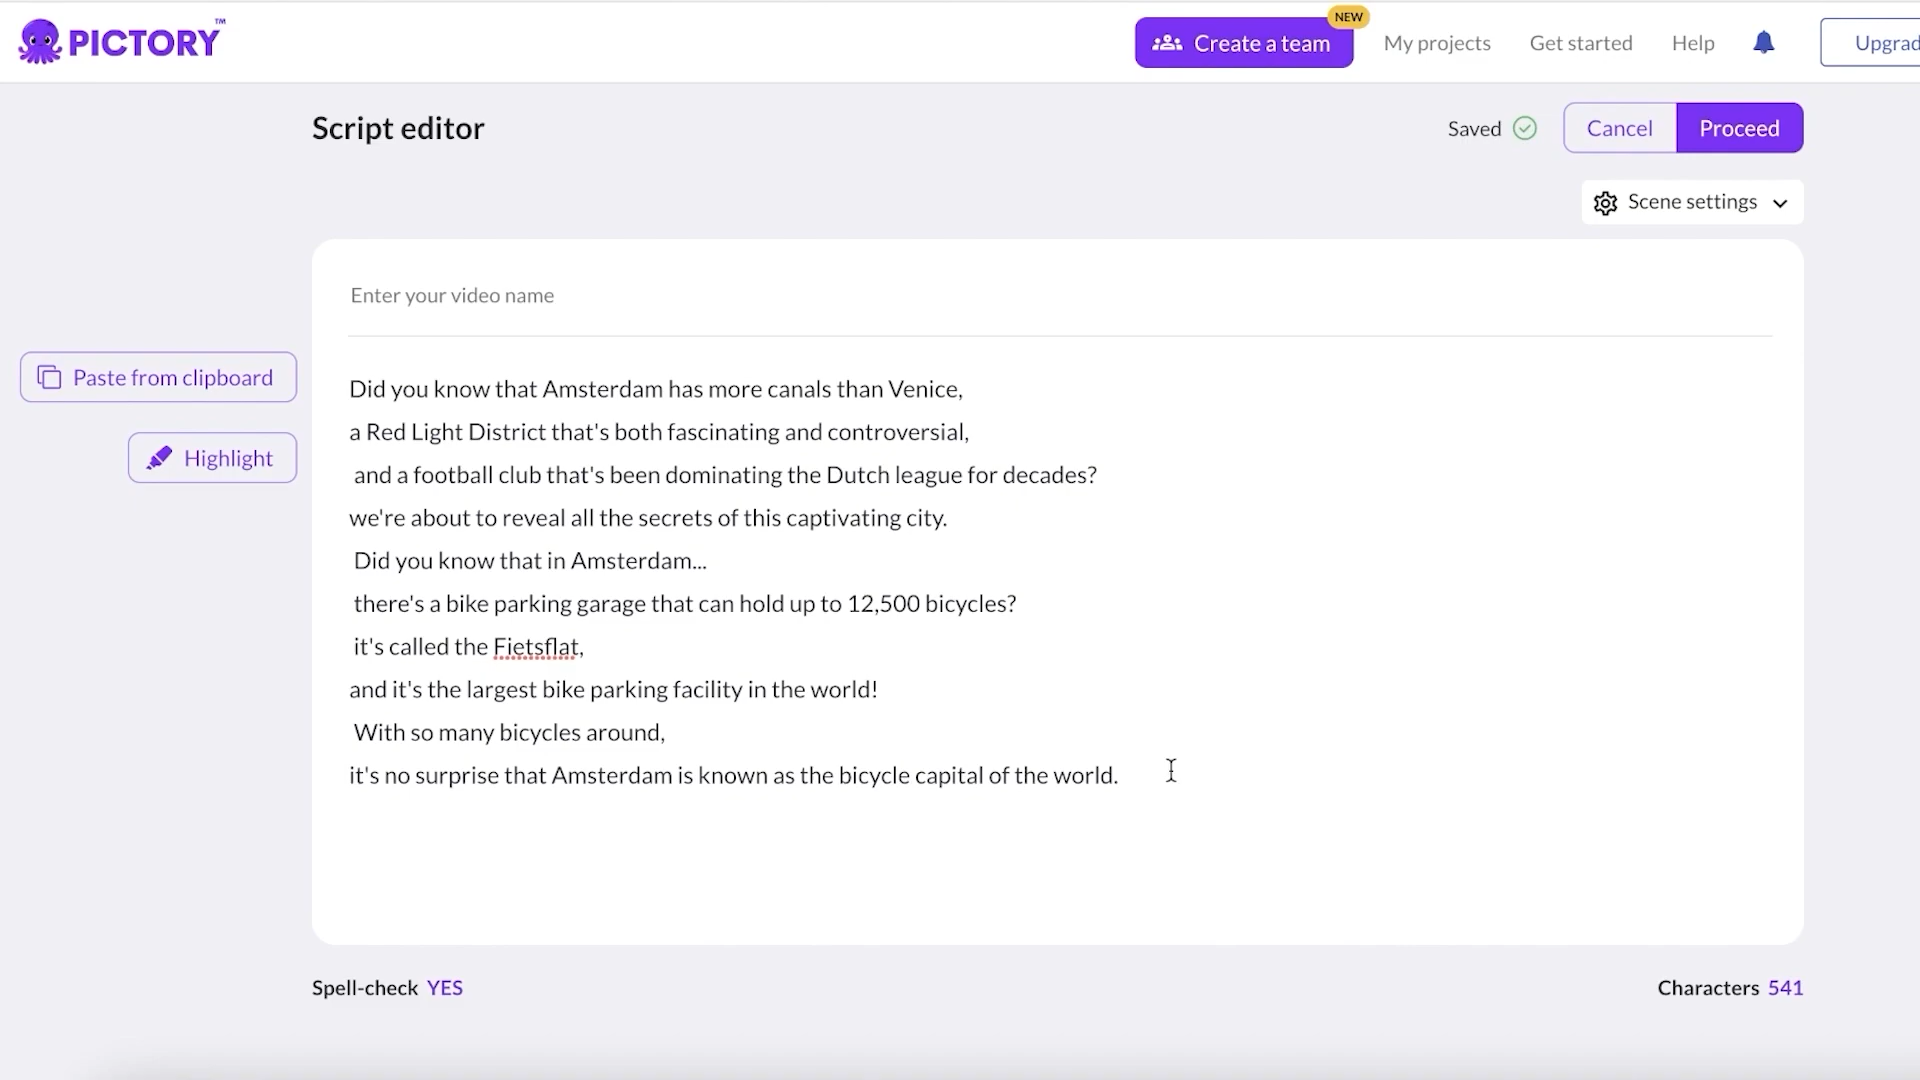 PICTORY™
NEW
Create a team
My projects
Get started
Help
Upgrad
Script editor
Saved
Cancel
Proceed
Scene settings
Enter your video name
Paste from clipboard
Highlight
Did you know that Amsterdam has more canals than Venice,
a Red Light District that's both fascinating and controversial,
and a football club that's been dominating the Dutch league for decades?
we're about to reveal all the secrets of this captivating city.
Did you know that in Amsterdam...
there's a bike parking garage that can hold up to 12,500 bicycles?
it's called the Fietsflat,
and it's the largest bike parking facility in the world!
With so many bicycles around,
it's no surprise that Amsterdam is known as the bicycle capital of the world.
Spell-check YES
Characters 541